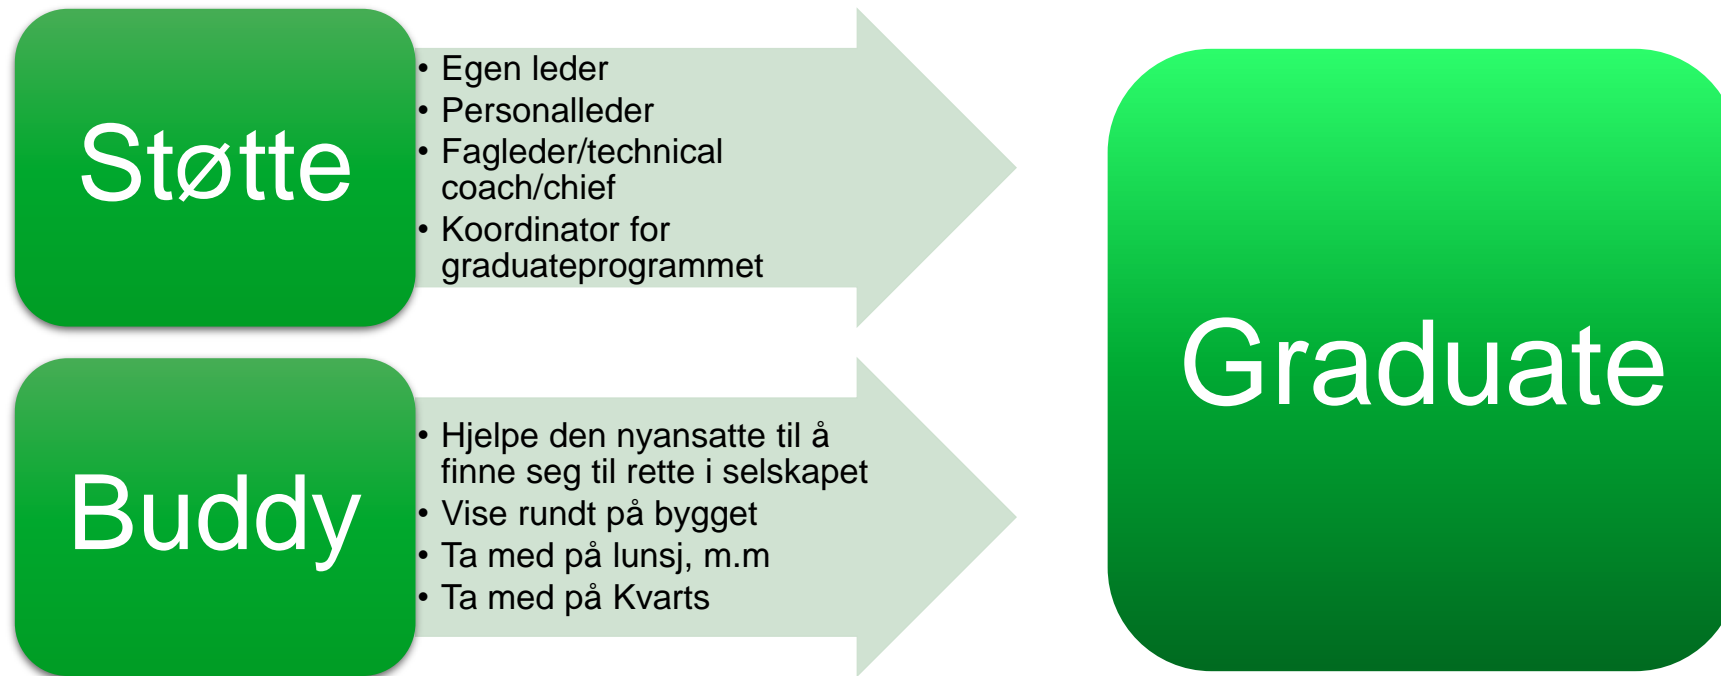 Støtte
• Egen leder
• Personalleder
• Fagleder/technical
coach/chief
• Koordinator for
graduateprogrammet
Buddy
• Hjelpe den nyansatte til å
finne seg til rette i selskapet
• Vise rundt på bygget
• Ta med på lunsj, m.m
• Ta med på Kvarts
Graduate